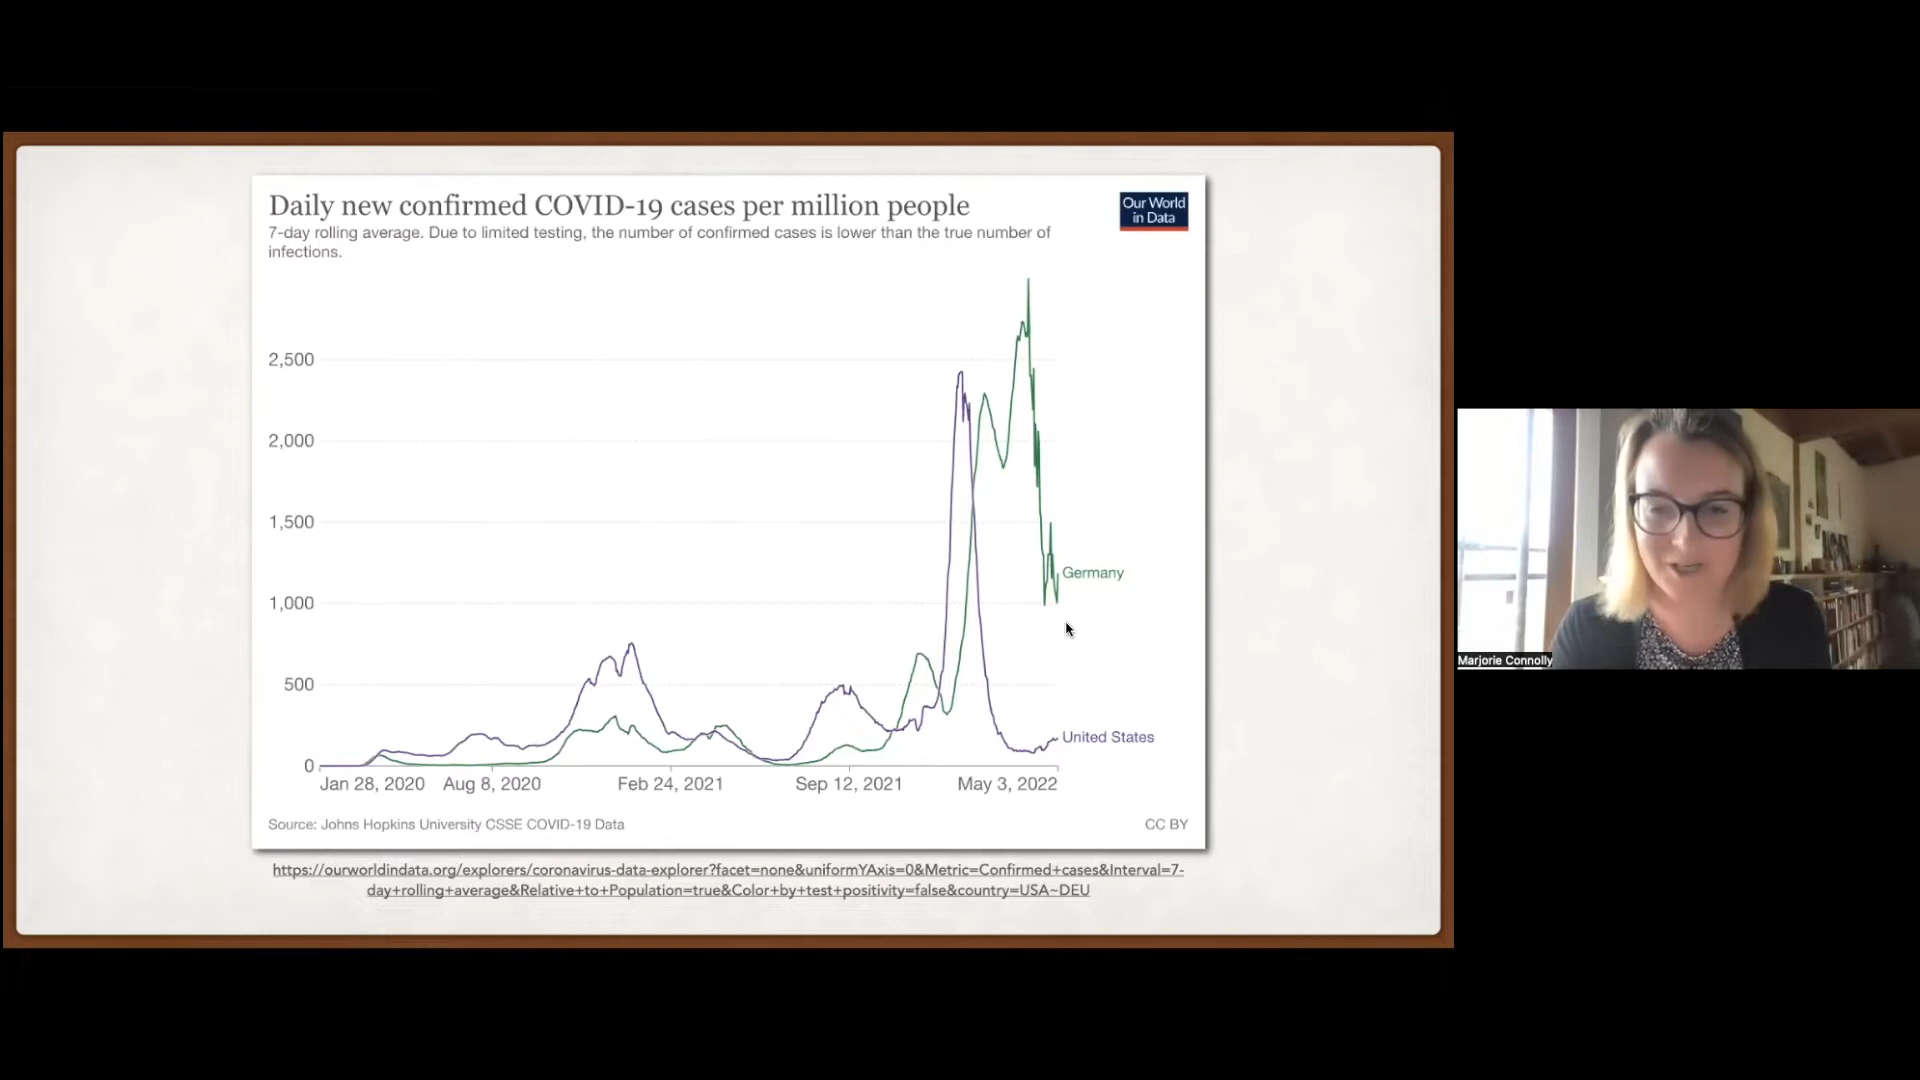 Daily new confirmed COVID-19 cases per million people
Our World
in Data
7-day rolling average. Due to limited testing, the number of confirmed cases is lower than the true number of
infections.
2,500
2,000
1,500
1,000
500
0
Germany
United States
Jan 28, 2020 Aug 8, 2020 Feb 24, 2021 Sep 12, 2021 May 3, 2022
Source: Johns Hopkins University CSSE COVID-19 Data CC BY
https://ourworldindata.org/explorers/coronavirus-data-explorer?facet=none&uniformYAxis=0&Metric=Confirmed+cases&Interval=7-
day+rolling+average&Relative+to+Population=true&Color+by+test+positivity=false&country=USA~DEU
Marjorie Connolly